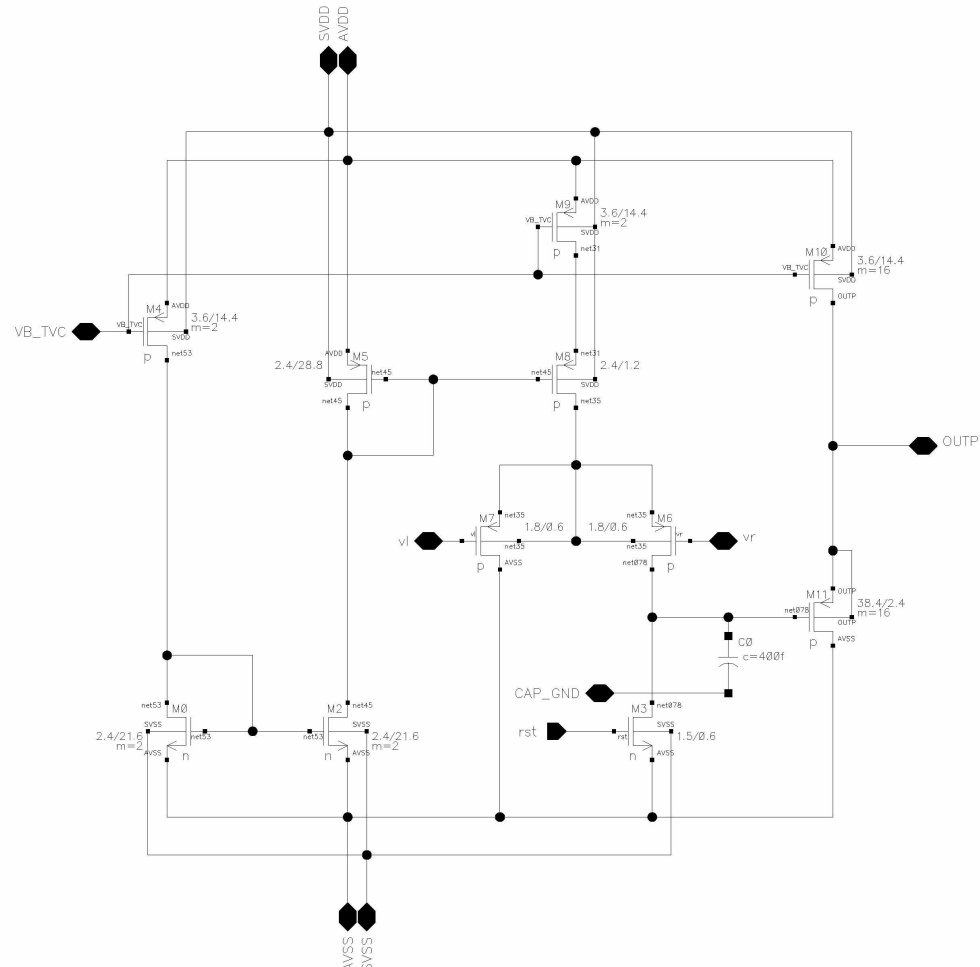 SVDD
AVDD
M9
AVDD
3.6/14.4
m=2
VB_TVC
SVDD
p
net31
M10
AVDD
3.6/14.4
m=16
VB_TVC
SVDD
p
OUTP
VB_TVC
M4
AVDD
3.6/14.4
m=2
VB_TVC
SVDD
p
net53
AVDD
M5
2.4/28.8
SVDD
net45
net45
p
net31
M8
2.4/1.2
net45
SVDD
p
net35
OUTP
M7
net35
1.8/0.6
vl
vl
net35
p
AVSS
net35
M6
1.8/0.6
net35
vr
vr
net078
p
M11
OUTP
38.4/2.4
m=16
net078
OUTP
p
AVSS
C0
c=400f
CAP_GND
M0
SVSS
2.4/21.6
m=2
net53
AVSS
n
M2
net45
SVSS
2.4/21.6
m=2
net53
AVSS
n
M3
net078
SVSS
1.5/0.6
rst
rst
AVSS
n
AVSS
SVSS